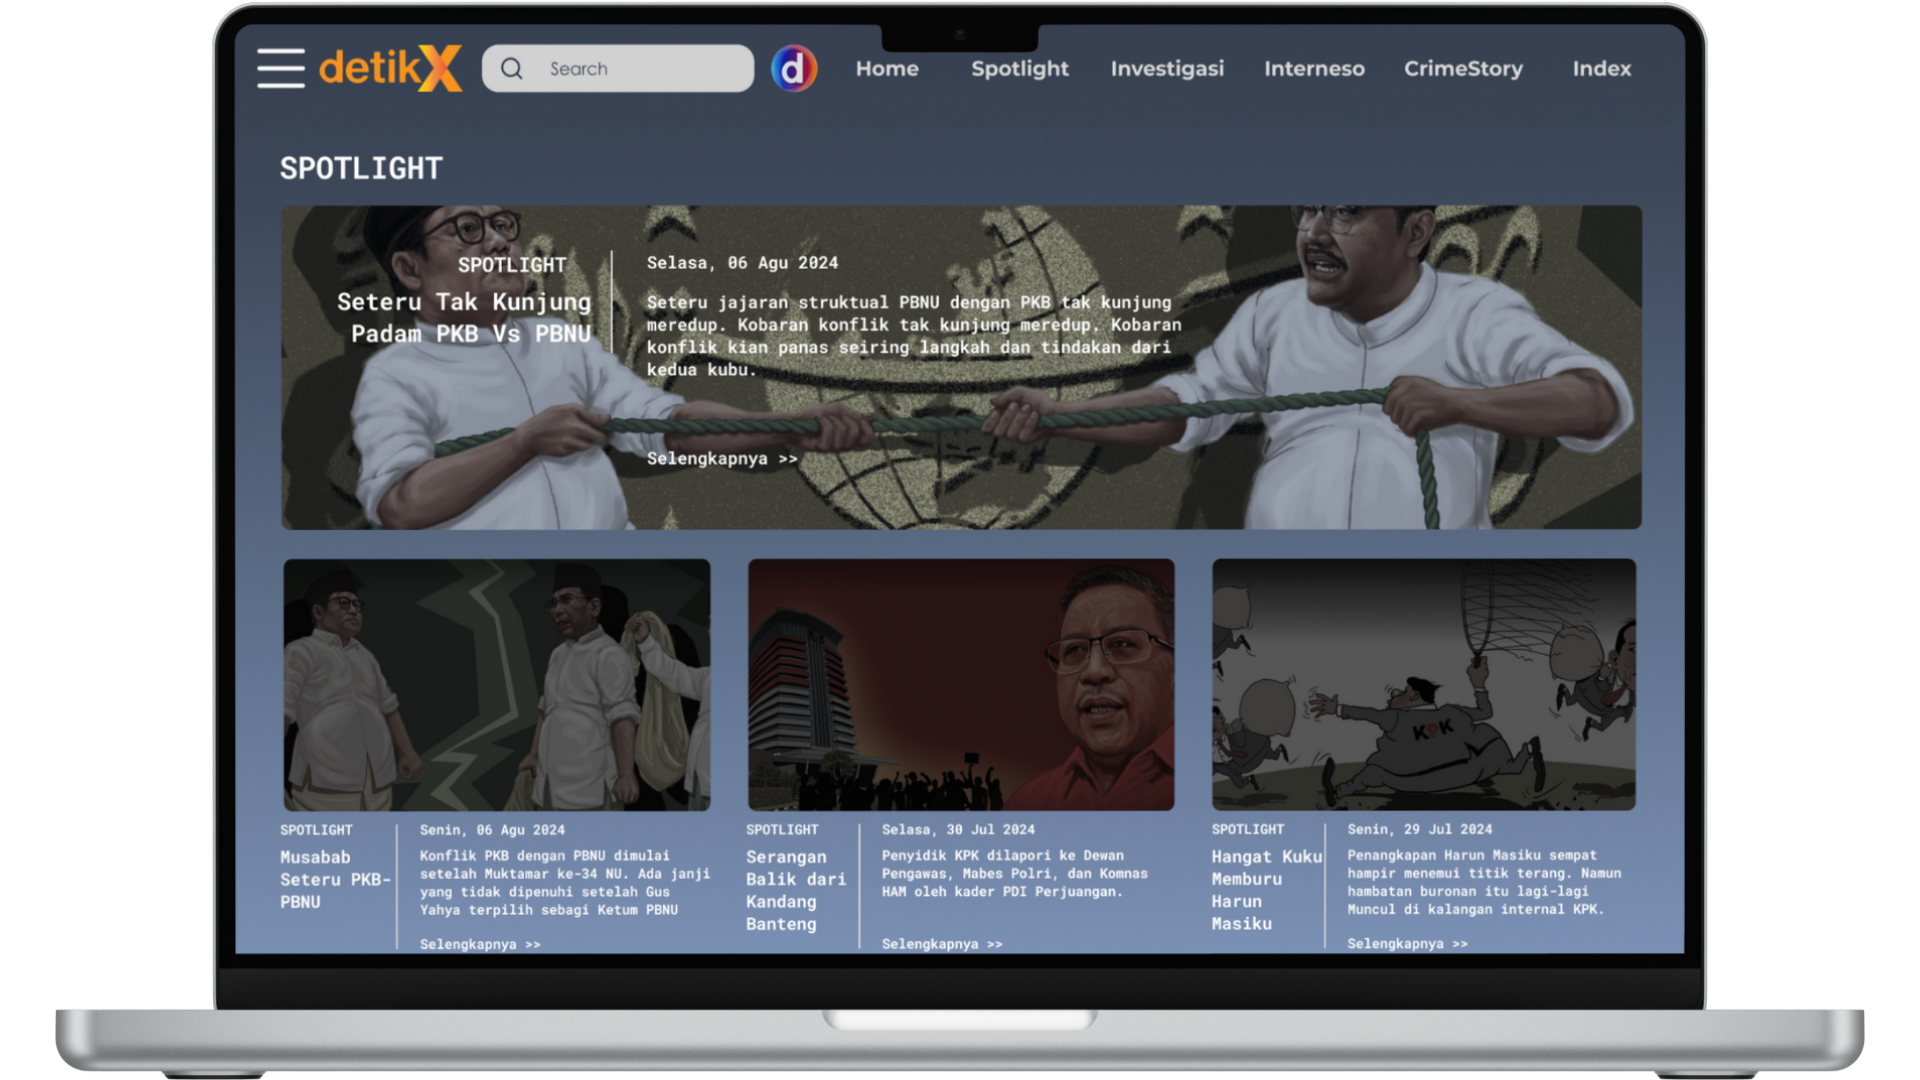 detikX
Search
d
Home
Spotlight
Investigasi
Interneso
CrimeStory
Index
SPOTLIGHT
SPOTLIGHT
Seteru Tak Kunjung
Padam PKB Vs PBNU
Selasa, 06 Agu 2024
Seteru jajaran struktual PBNU dengan PKB tak kunjung
meredup. Kobaran konflik tak kunjung meredup. Kobaran
konflik kian panas seiring langkah dan tindakan dari
kedua kubu.
Selengkapnya >>
KPK
SPOTLIGHT
Musabab
Seteru PKB-
PBNU
Senin, 06 Agu 2024
Konflik PKB dengan PBNU dimulai
setelah Muktamar ke-34 NU. Ada janji
yang tidak dipenuhi setelah Gus
Yahya terpilih sebagi Ketum PBNU
Selengkapnya >>
SPOTLIGHT
Serangan
Balik dari
Kandang
Banteng
Selasa, 30 Jul 2024
Penyidik KPK dilapori ke Dewan
Pengawas, Mabes Polri, dan Komnas
HAM oleh kader PDI Perjuangan.
Selengkapnya >>
SPOTLIGHT
Hangat Kuku
Memburu
Harun
Masiku
Senin, 29 Jul 2024
Penangkapan Harun Masiku sempat
hampir menemui titik terang. Namun
hambatan buronan itu lagi-lagi
Muncul di kalangan internal KPK.
Selengkapnya >>